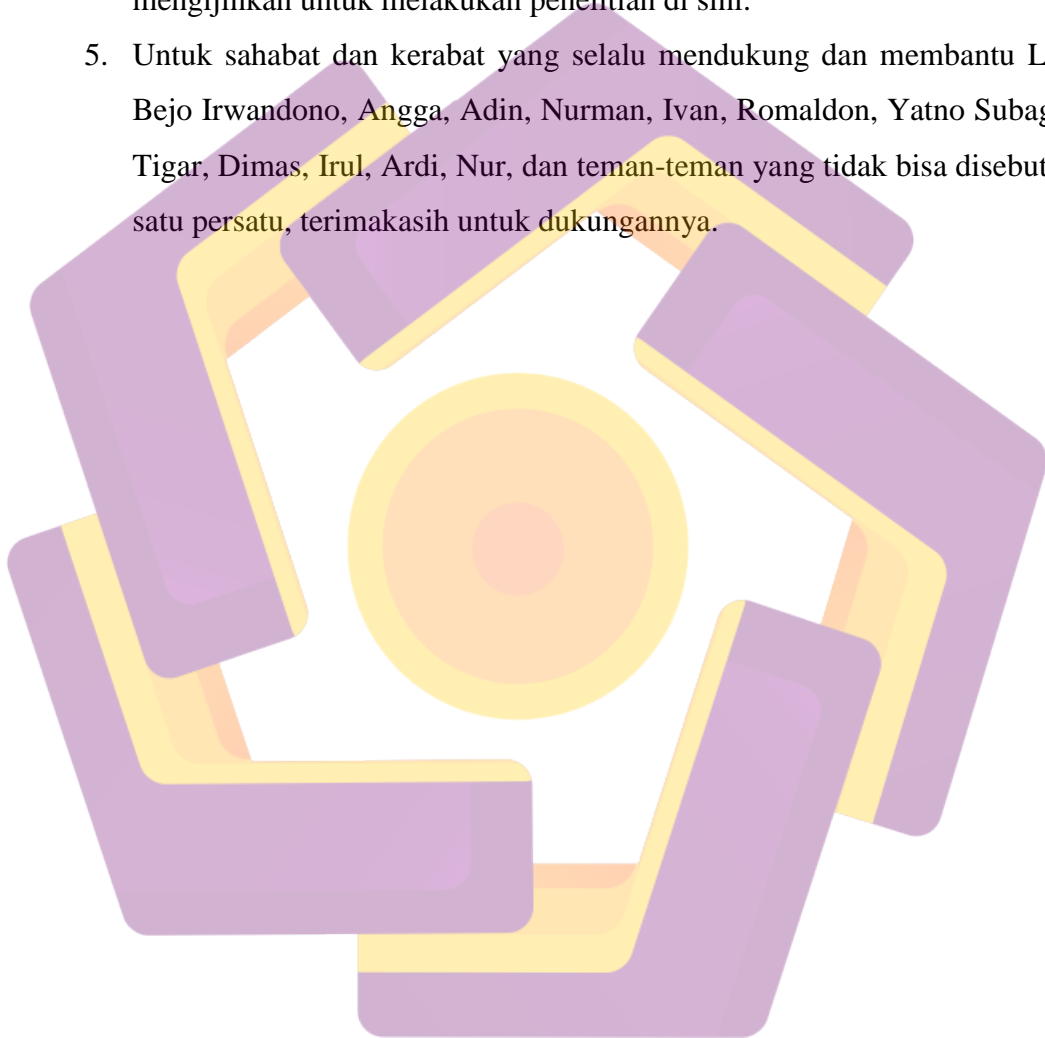 mengijinkan untuk melakukan penelitian di sini.
5. Untuk sahabat dan kerabat yang selalu mendukung dan membantu
Bejo Irwandono, Angga, Adin, Nurman, Ivan, Romaldon, Yatno
Tigar, Dimas, Irul, Ardi, Nur, dan teman-teman yang tidak bisa
satu persatu, terimakasih untuk dukungannya.